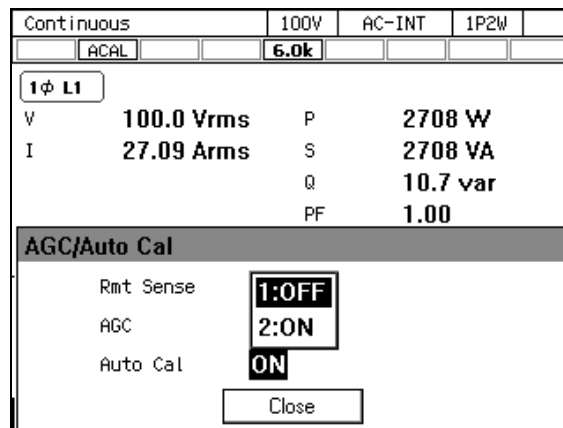 Continuous 100V AC-INT 1P2W
ACAL 6.0k
1ϕ L1
V 100.0 Vrms P 2708 W
I 27.09 Arms S 2708 VA
Q 10.7 var
PF 1.00
AGC/Auto Cal
Rmt Sense 1:OFF
AGC 2:ON
Auto Cal ON
Close